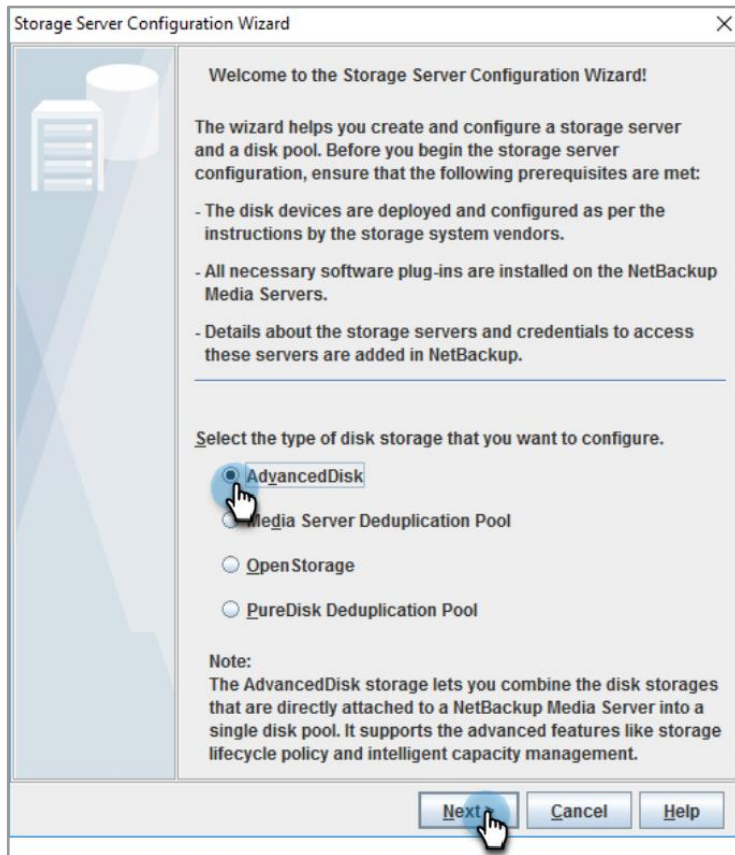 Storage Server Configuration Wizard
Welcome to the Storage Server Configuration Wizard!
The wizard helps you create and configure a storage server
and a disk pool. Before you begin the storage server
configuration, ensure that the following prerequisites are met:
- The disk devices are deployed and configured as per the
instructions by the storage system vendors.
- All necessary software plug-ins are installed on the NetBackup
Media Servers.
- Details about the storage servers and credentials to access
these servers are added in NetBackup.
Select the type of disk storage that you want to configure.
AdvancedDisk
Media Server Deduplication Pool
OpenStorage
PureDisk Deduplication Pool
Note:
The AdvancedDisk storage lets you combine the disk storages
that are directly attached to a NetBackup Media Server into a
single disk pool. It supports the advanced features like storage
lifecycle policy and intelligent capacity management.
Next > Cancel Help